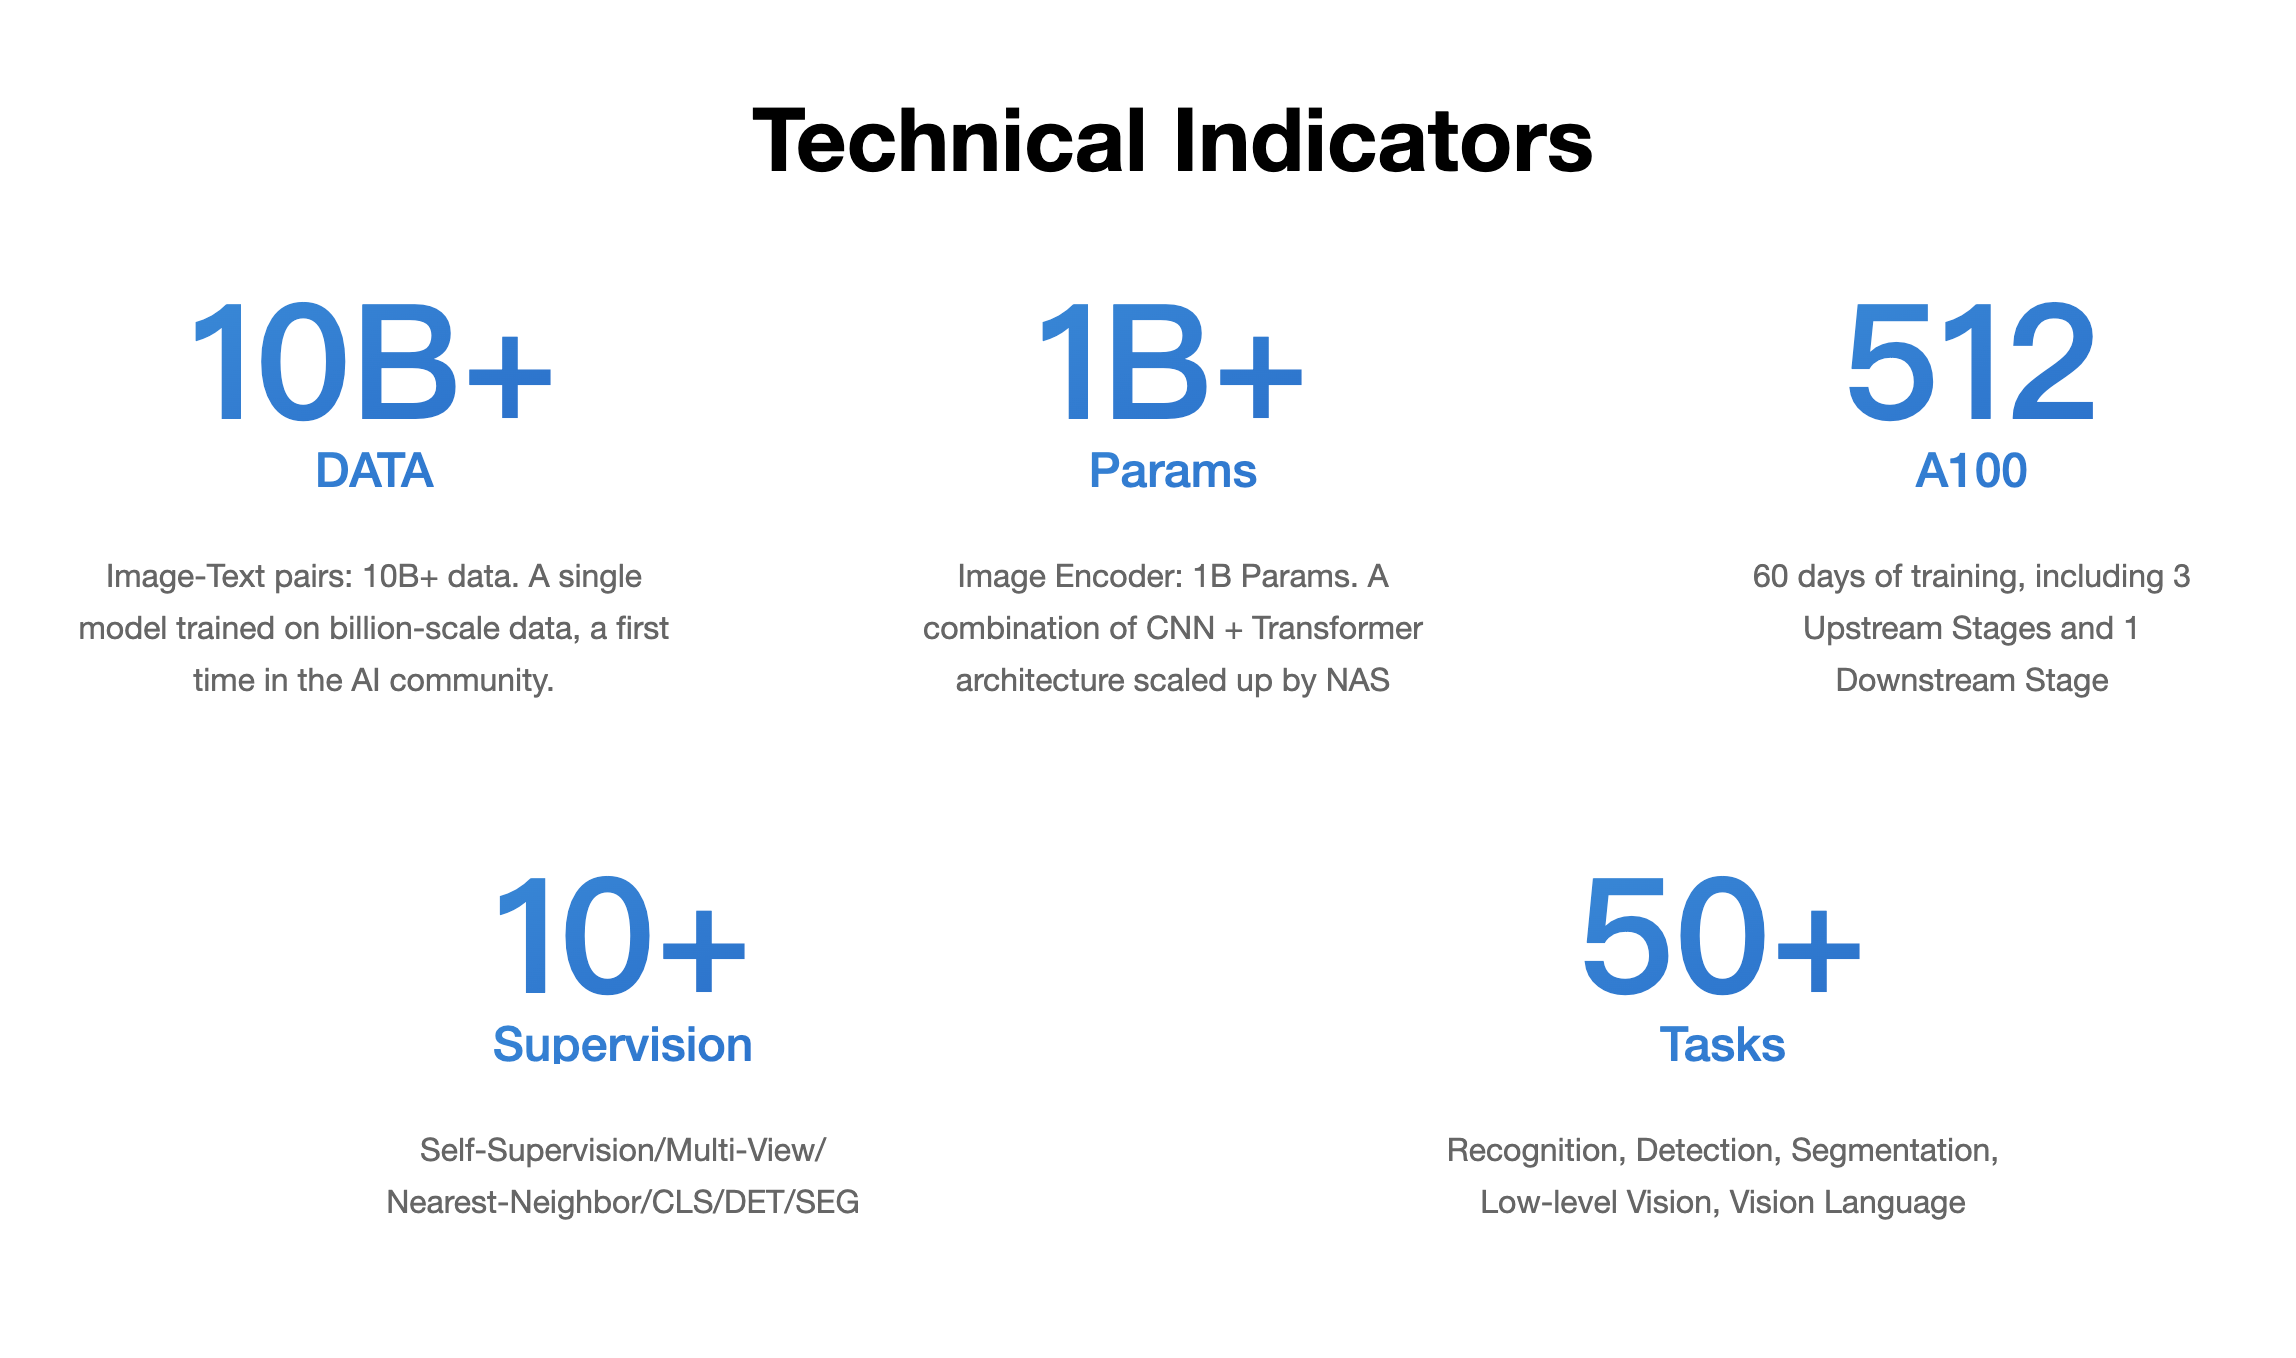 Technical Indicators
10B+
DATA
Image-Text pairs: 10B+ data. A single
model trained on billion-scale data, a first
time in the AI community.
1B+
Params
Image Encoder: 1B Params. A
combination of CNN + Transformer
architecture scaled up by NAS
512
A100
60 days of training, including 3
Upstream Stages and 1
Downstream Stage
10+
Supervision
Self-Supervision/Multi-View/
Nearest-Neighbor/CLS/DET/SEG
50+
Tasks
Recognition, Detection, Segmentation,
Low-level Vision, Vision Language